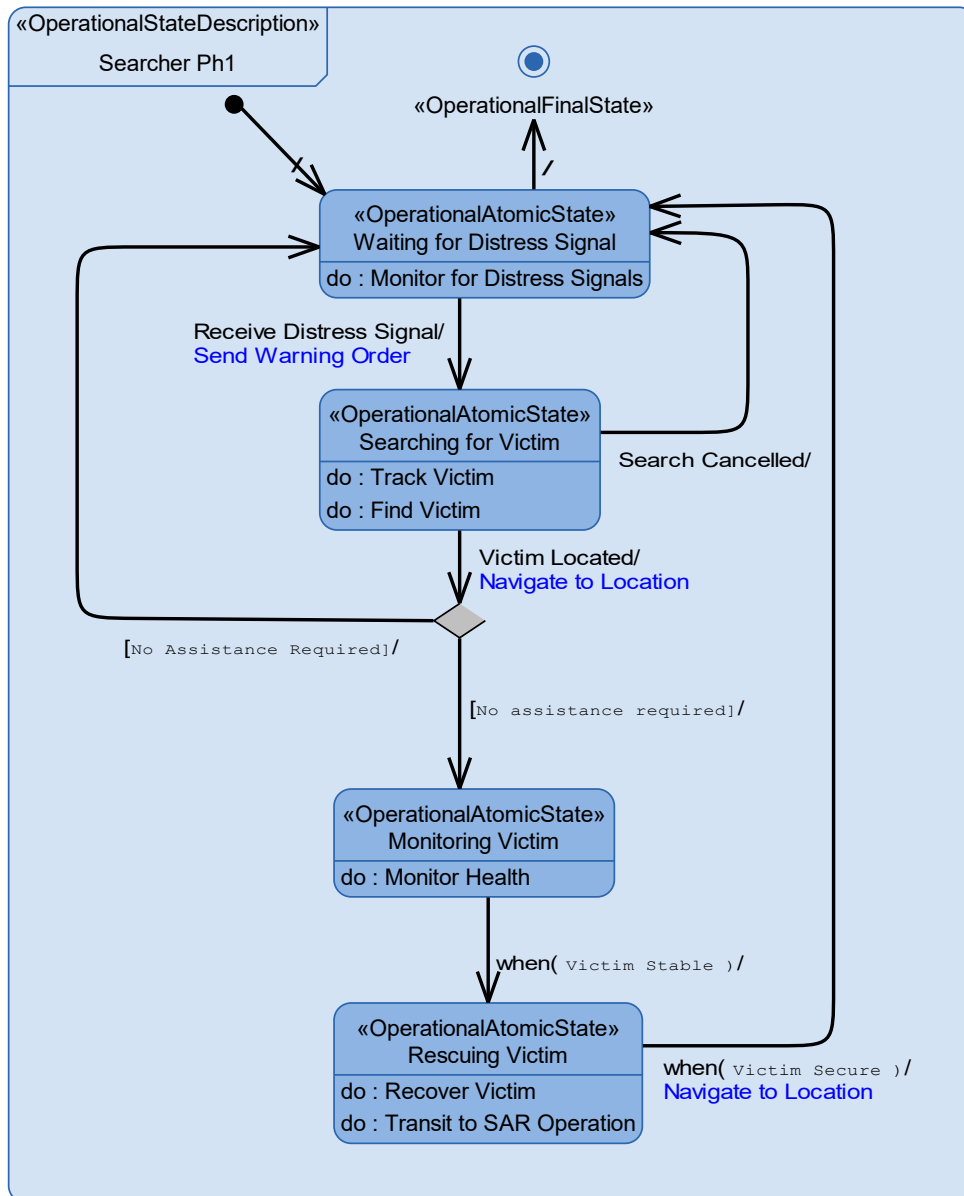 «OperationalStateDescription»
Searcher Ph1
«OperationalFinalState»
/
/
«OperationalAtomicState»
Waiting for Distress Signal
do : Monitor for Distress Signals
Receive Distress Signal/
Send Warning Order
«OperationalAtomicState»
Searching for Victim
do : Track Victim
do : Find Victim
Search Cancelled/
Victim Located/
Navigate to Location
[No Assistance Required]/
[No assistance required]/
«OperationalAtomicState»
Monitoring Victim
do : Monitor Health
when( Victim Stable )/
«OperationalAtomicState»
Rescuing Victim
do : Recover Victim
do : Transit to SAR Operation
when( Victim Secure )/
Navigate to Location